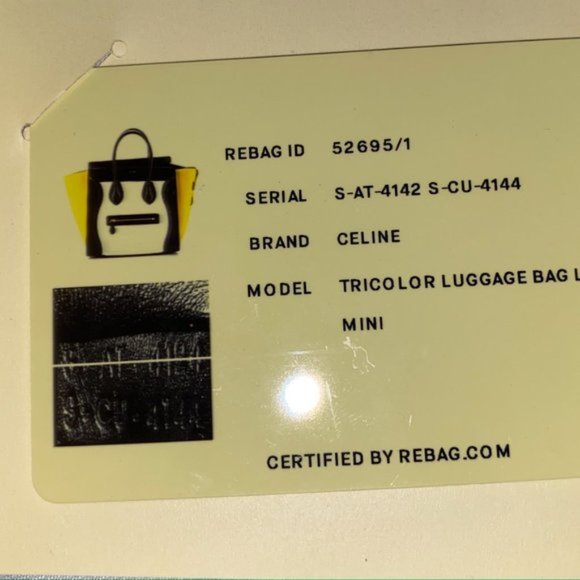 REBAG ID 52695/1
SERIAL S-AT-4142 S-CU-4144
BRAND CELINE
MODEL TRICOLOR LUGGAGE BAG L
MINI
CERTIFIED BY REBAG.COM